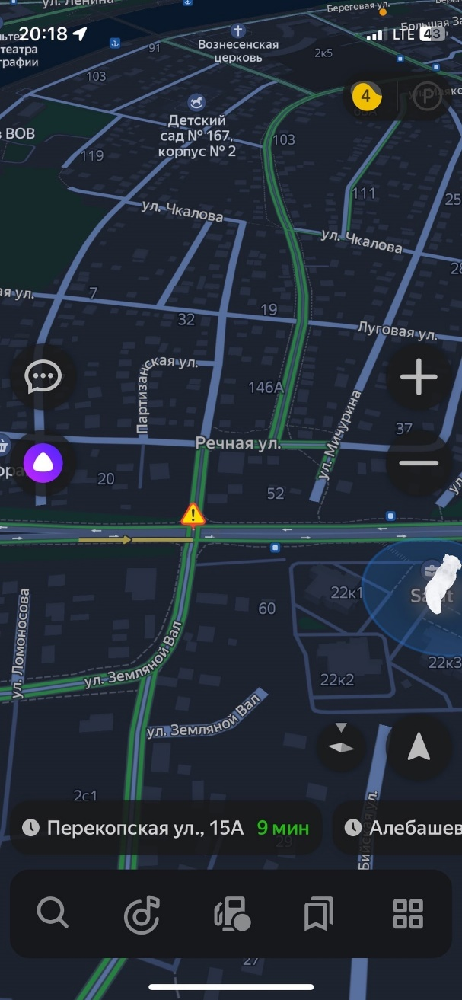 ул. Ленина
Береговая ул.
20:18
LTE 43
театра
графии
91
Вознесенская
церковь
2к5
Большая За
103
4
P
Детский
сад № 167,
корпус № 2
в ВОВ
103
119
111
25
ул. Чкалова
ул. Чкалова
ая ул.
7
32
19
Луговая ул.
Партизанская ул.
146А
ул. Мичурина
37
Речная ул.
20
52
60
22к1
22к2
22к3
ул. Ломоносова
ул. Земляной Вал
ул. Земляной Вал
2с1
Перекопская ул., 15А 9 мин
Алебашев
29
Бийская ул.
27